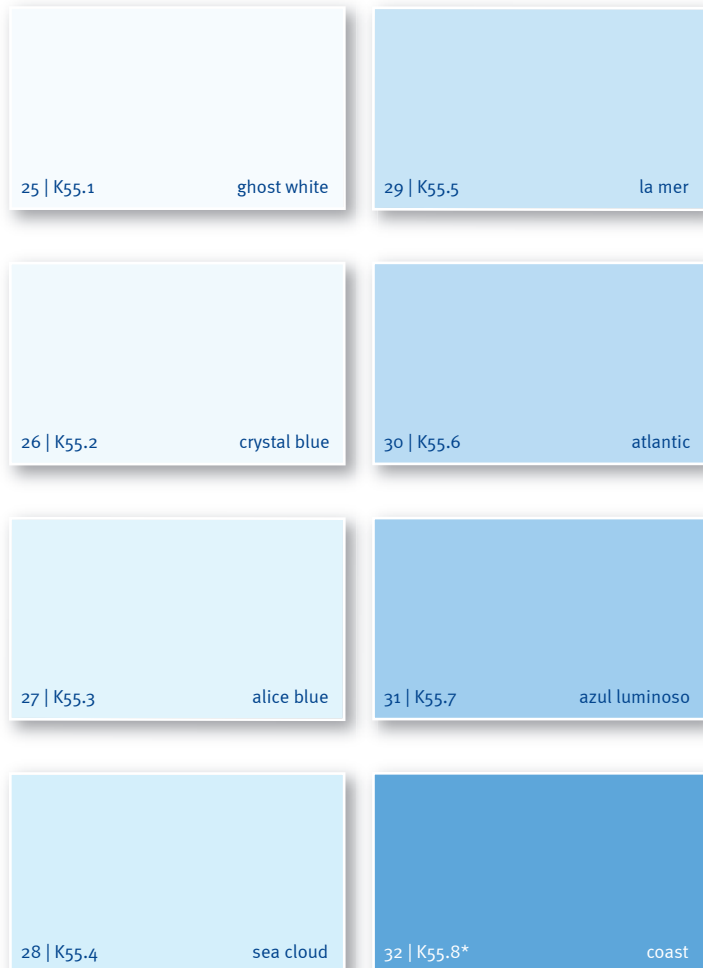 25 | K55.1 ghost white
29 | K55.5 la mer
26 | K55.2 crystal blue
30 | K55.6 atlantic
27 | K55.3 alice blue
31 | K55.7 azul luminoso
28 | K55.4 sea cloud
32 | K55.8* coast